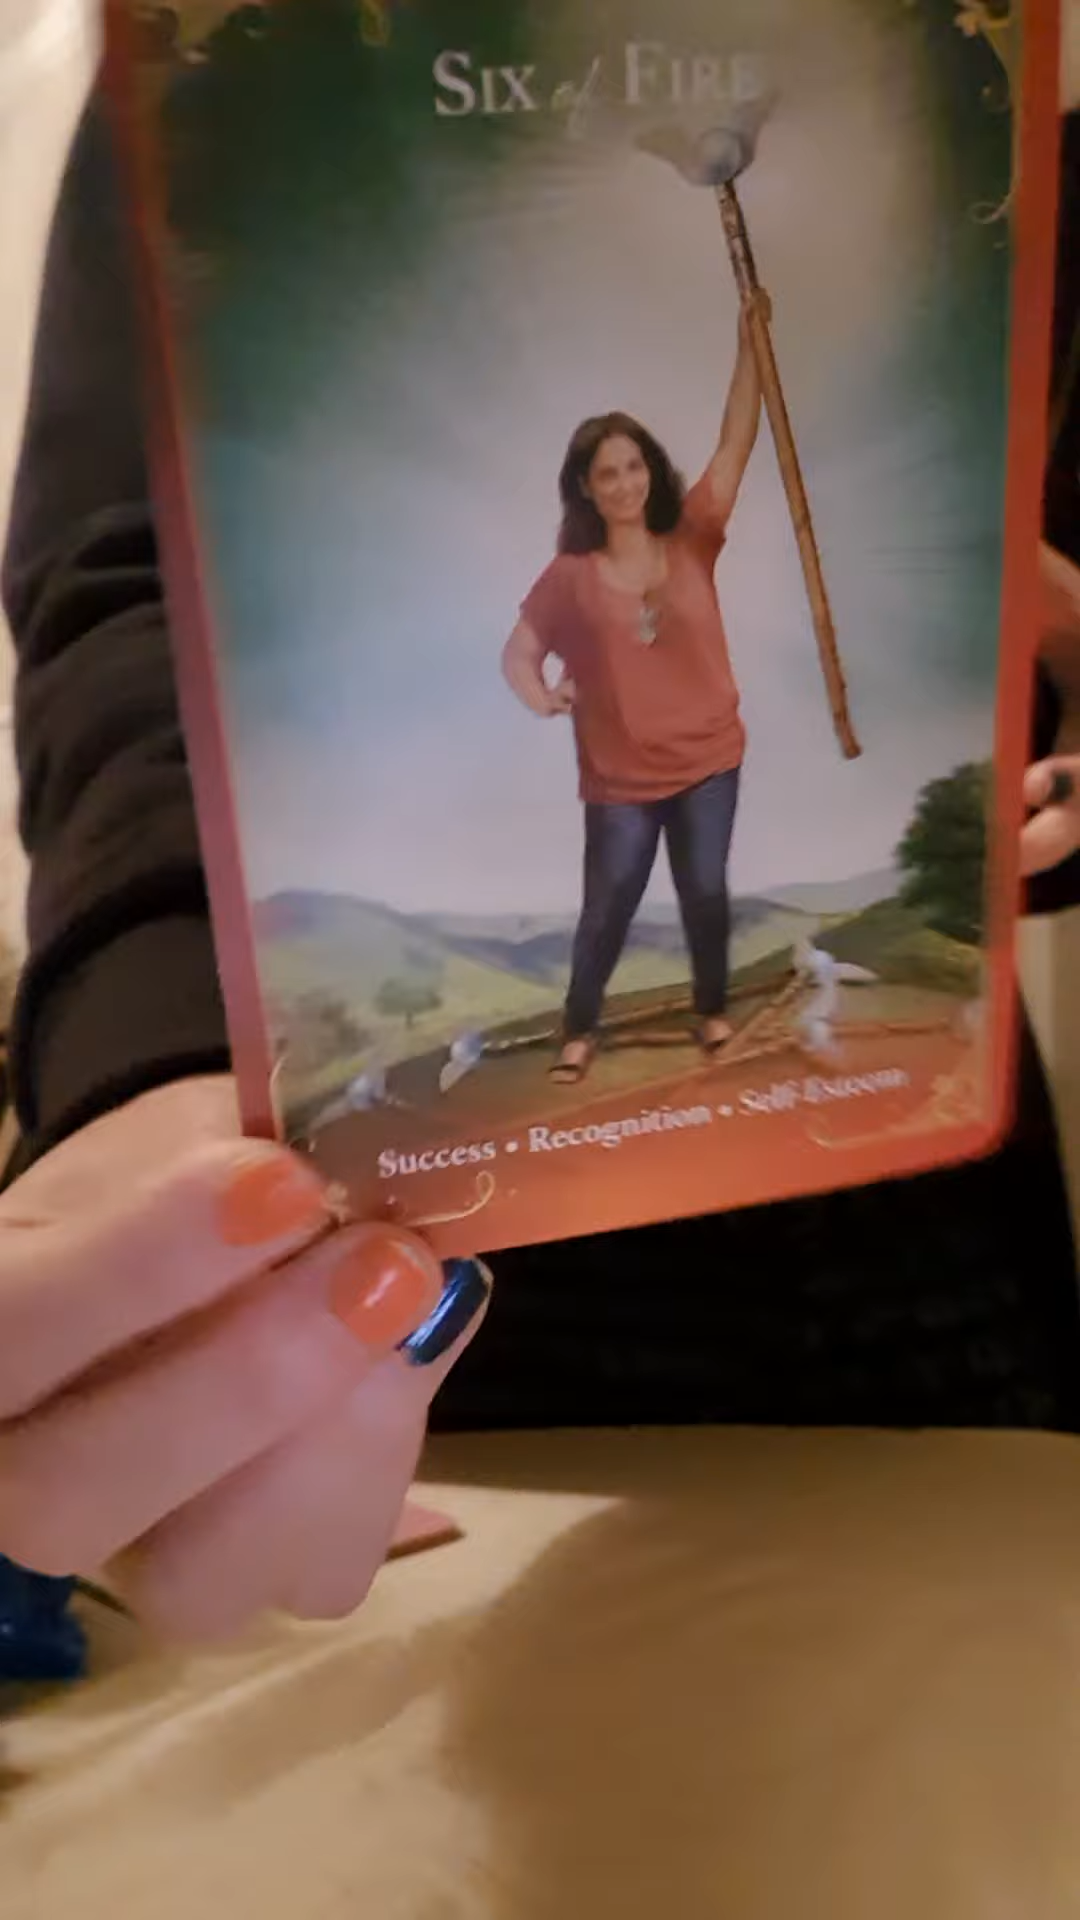 SIX of FIRE
Success • Recognition • Self-Esteem